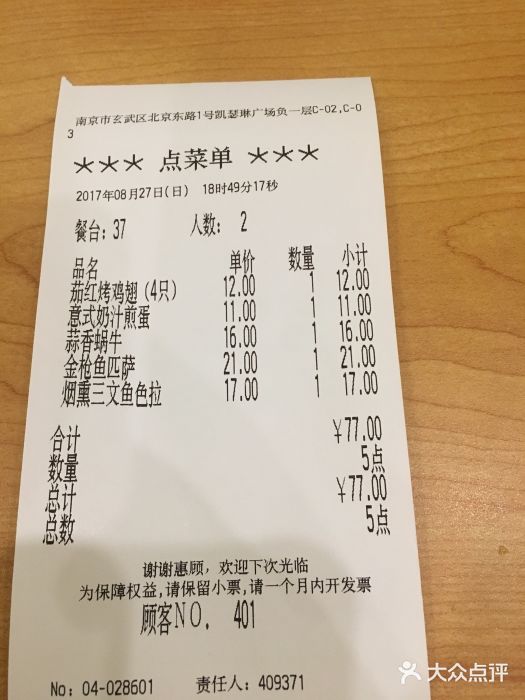 南京市玄武区北京东路1号凯瑟琳广场负一层C-02,C-0
3
*** 点菜单 ***
2017年08月27日(日) 18时49分17秒
餐台: 37 人数: 2
品名 单价 数量 小计
茄红烤鸡翅(4只) 12.00 1 12.00
意式奶汁煎蛋 11.00 1 11.00
蒜香蜗牛 16.00 1 16.00
金枪鱼匹萨 21.00 1 21.00
烟熏三文鱼色拉 17.00 1 17.00
合计 ¥77.00
数量 5点
总计 ¥77.00
总数 5点
谢谢惠顾，欢迎下次光临
为保障权益,请保留小票,请一个月内开发票
顾客NO. 401
No: 04-028601 责任人: 409371
大众点评